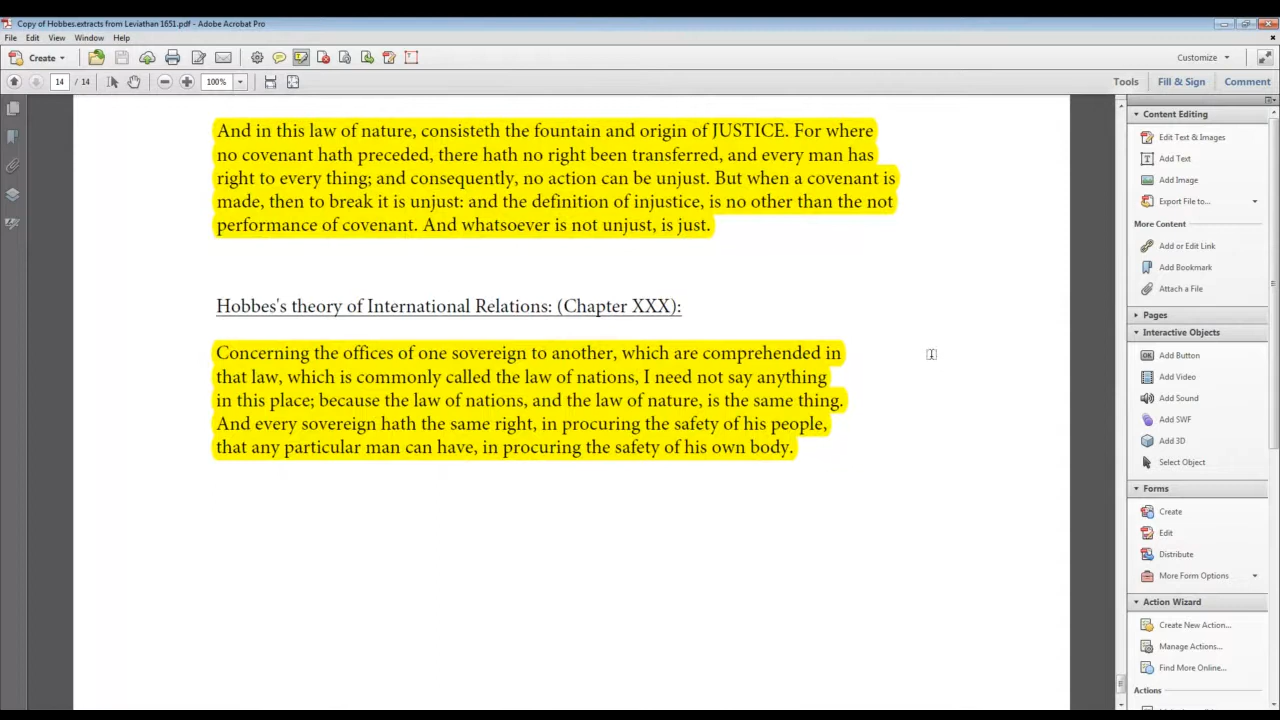 Copy of Hobbes.extracts from Leviathan 1651.pdf - Adobe Acrobat Pro
File Edit View Window Help
Create
Customize
14 / 14
100%
Tools Fill & Sign Comment
And in this law of nature, consisteth the fountain and origin of JUSTICE. For where
no covenant hath preceded, there hath no right been transferred, and every man has
right to every thing; and consequently, no action can be unjust. But when a covenant is
made, then to break it is unjust: and the definition of injustice, is no other than the not
performance of covenant. And whatsoever is not unjust, is just.
Hobbes's theory of International Relations: (Chapter XXX):
Concerning the offices of one sovereign to another, which are comprehended in
that law, which is commonly called the law of nations, I need not say anything
in this place; because the law of nations, and the law of nature, is the same thing.
And every sovereign hath the same right, in procuring the safety of his people,
that any particular man can have, in procuring the safety of his own body.
Content Editing
Edit Text & Images
Add Text
Add Image
Export File to...
More Content
Add or Edit Link
Add Bookmark
Attach a File
Pages
Interactive Objects
OK Add Button
Add Video
Add Sound
Add SWF
Add 3D
Select Object
Forms
Create
Edit
Distribute
More Form Options
Action Wizard
Create New Action...
Manage Actions...
Find More Online...
Actions